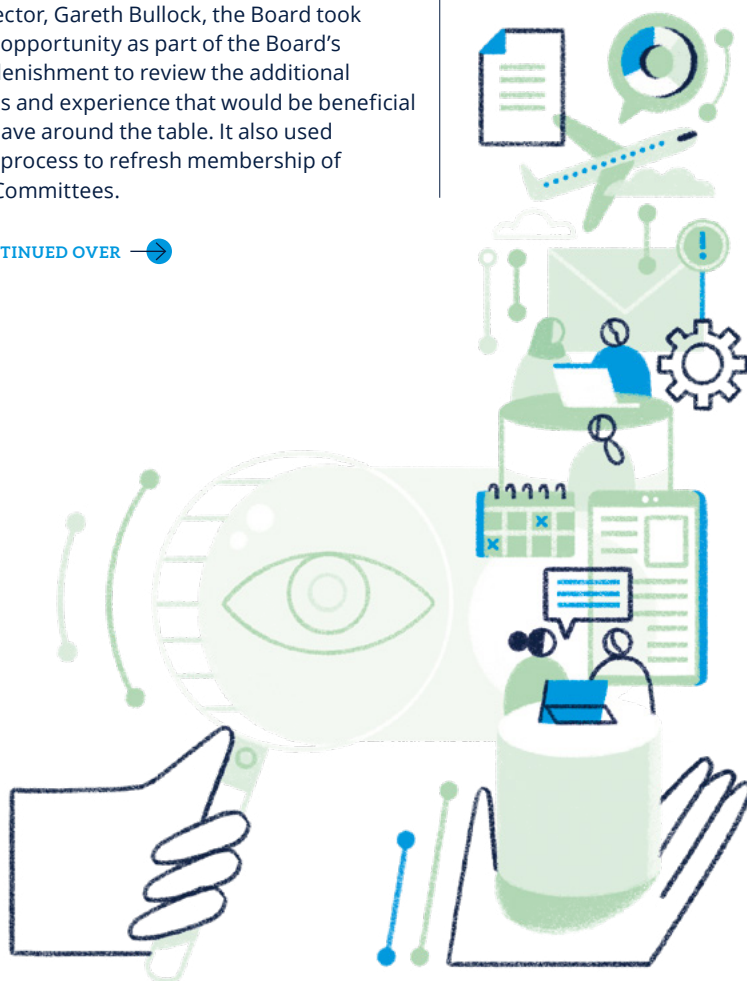 ector, Gareth Bullock, the Board took
opportunity as part of the Board’s
lenishment to review the additional
s and experience that would be beneficial
ave around the table. It also used
process to refresh membership of
Committees.
TINUED OVER
!